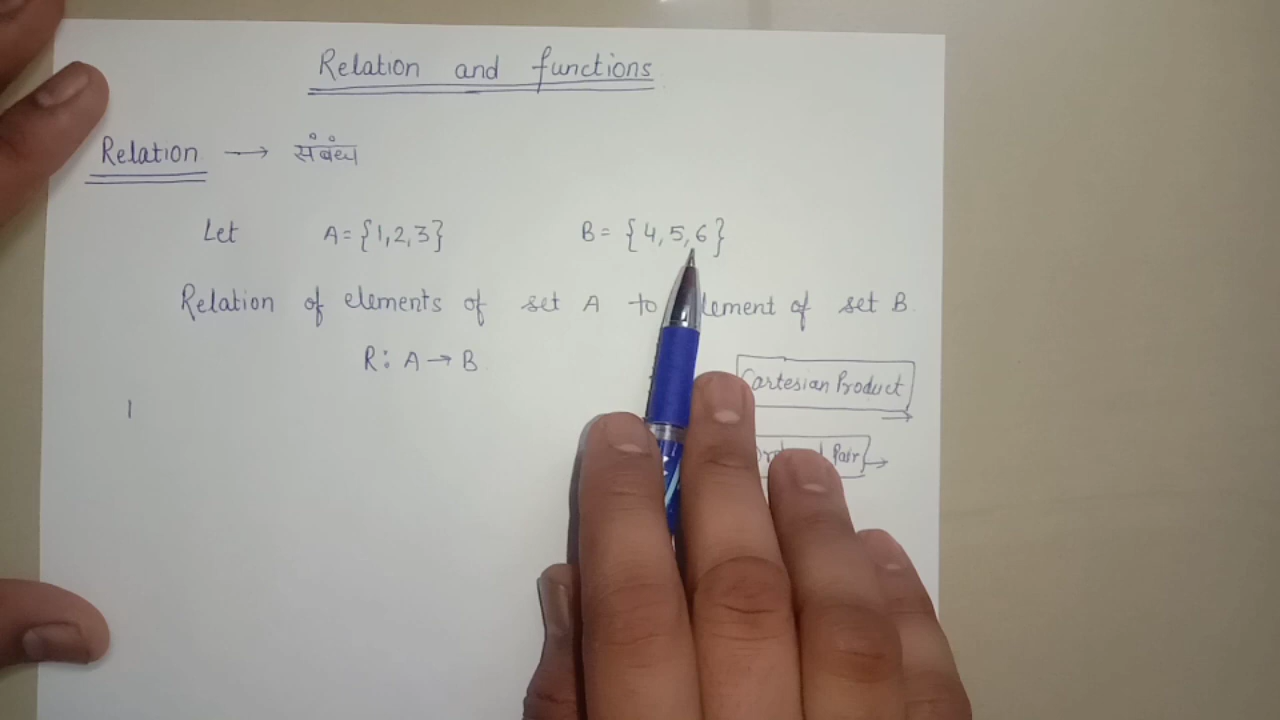 Relation and functions
Relation → संबंध
Let A = {1,2,3} B = {4,5,6}
Relation of elements of set A to element of set B.
R: A → B
Cartesian Product →
Pair →